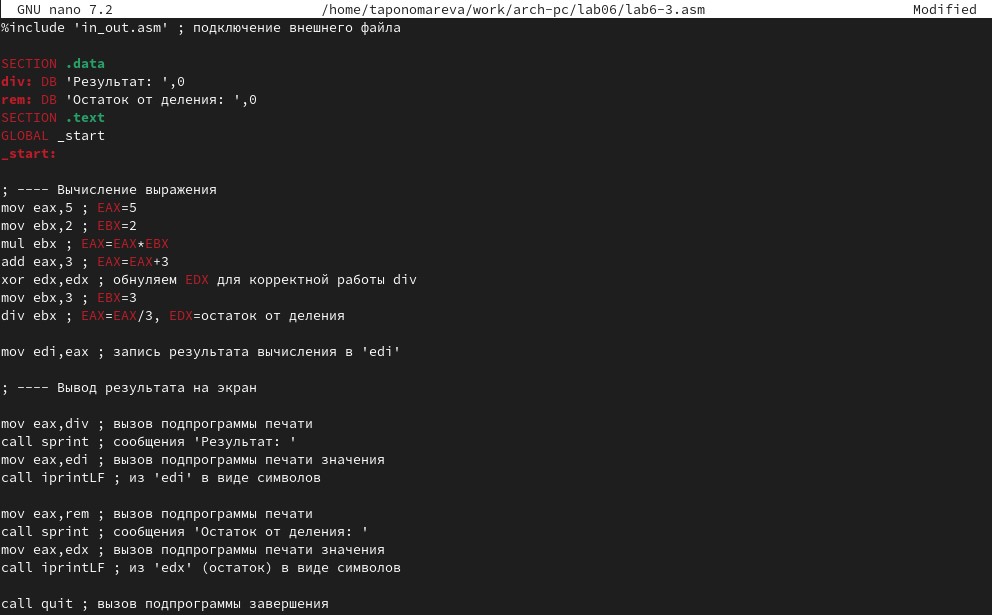 GNU nano 7.2 /home/taponomareva/work/arch-pc/lab06/lab6-3.asm Modified
%include 'in_out.asm' ; подключение внешнего файла
SECTION .data
div: DB 'Результат: ',0
rem: DB 'Остаток от деления: ',0
SECTION .text
GLOBAL _start
_start:
; ---- Вычисление выражения
mov eax,5 ; EAX=5
mov ebx,2 ; EBX=2
mul ebx ; EAX=EAX*EBX
add eax,3 ; EAX=EAX+3
xor edx,edx ; обнуляем EDX для корректной работы div
mov ebx,3 ; EBX=3
div ebx ; EAX=EAX/3, EDX=остаток от деления
mov edi,eax ; запись результата вычисления в 'edi'
; ---- Вывод результата на экран
mov eax,div ; вызов подпрограммы печати
call sprint ; сообщения 'Результат: '
mov eax,edi ; вызов подпрограммы печати значения
call iprintLF ; из 'edi' в виде символов
mov eax,rem ; вызов подпрограммы печати
call sprint ; сообщения 'Остаток от деления: '
mov eax,edx ; вызов подпрограммы печати значения
call iprintLF ; из 'edx' (остаток) в виде символов
call quit ; вызов подпрограммы завершения